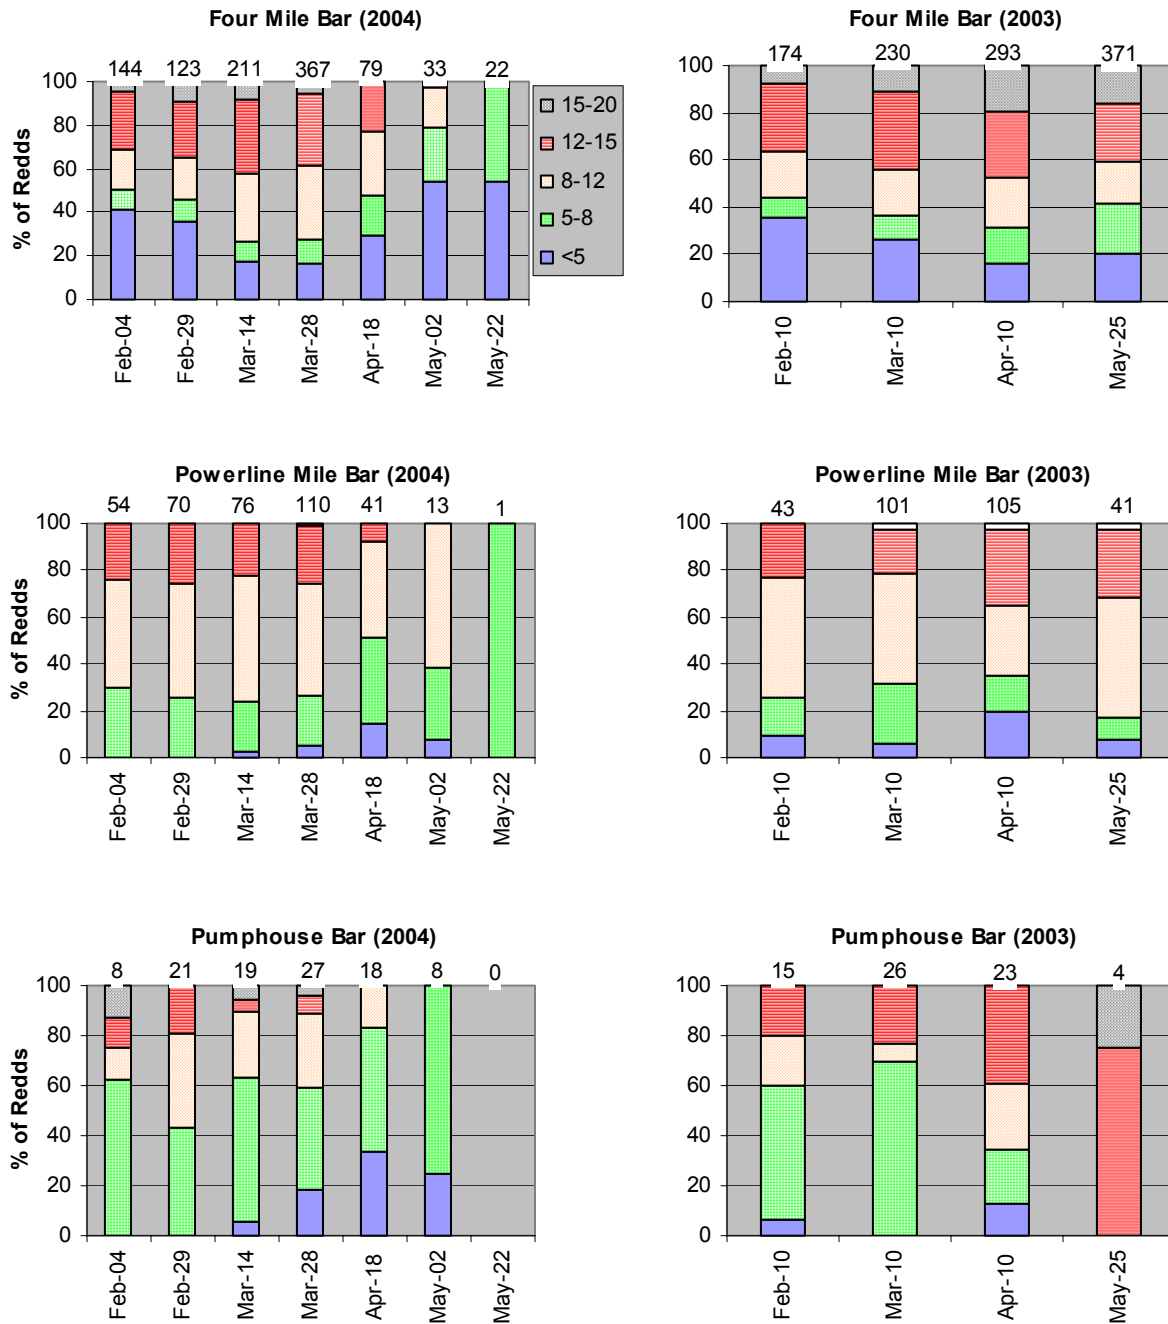 Four Mile Bar (2004)
144 123 211 367 79 33 22
% of Redds
100
80
60
40
20
0
Feb-04 Feb-29 Mar-14 Mar-28 Apr-18 May-02 May-22
15-20
12-15
8-12
5-8
<5
Four Mile Bar (2003)
174 230 293 371
100
80
60
40
20
0
Feb-10 Mar-10 Apr-10 May-25
Powerline Mile Bar (2004)
54 70 76 110 41 13 1
% of Redds
100
80
60
40
20
0
Feb-04 Feb-29 Mar-14 Mar-28 Apr-18 May-02 May-22
Powerline Mile Bar (2003)
43 101 105 41
100
80
60
40
20
0
Feb-10 Mar-10 Apr-10 May-25
Pumphouse Bar (2004)
8 21 19 27 18 8 0
% of Redds
100
80
60
40
20
0
Feb-04 Feb-29 Mar-14 Mar-28 Apr-18 May-02 May-22
Pumphouse Bar (2003)
15 26 23 4
100
80
60
40
20
0
Feb-10 Mar-10 Apr-10 May-25